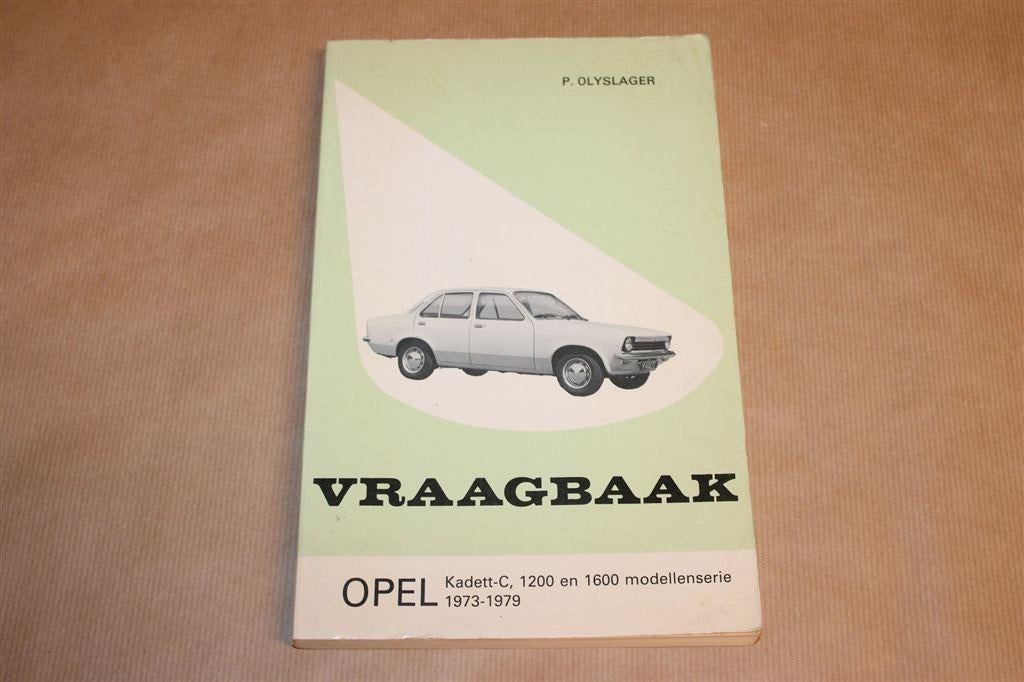 P. OLYSLAGER
VRAAGBAAK
OPEL Kadett-C, 1200 en 1600 modellenserie
1973-1979